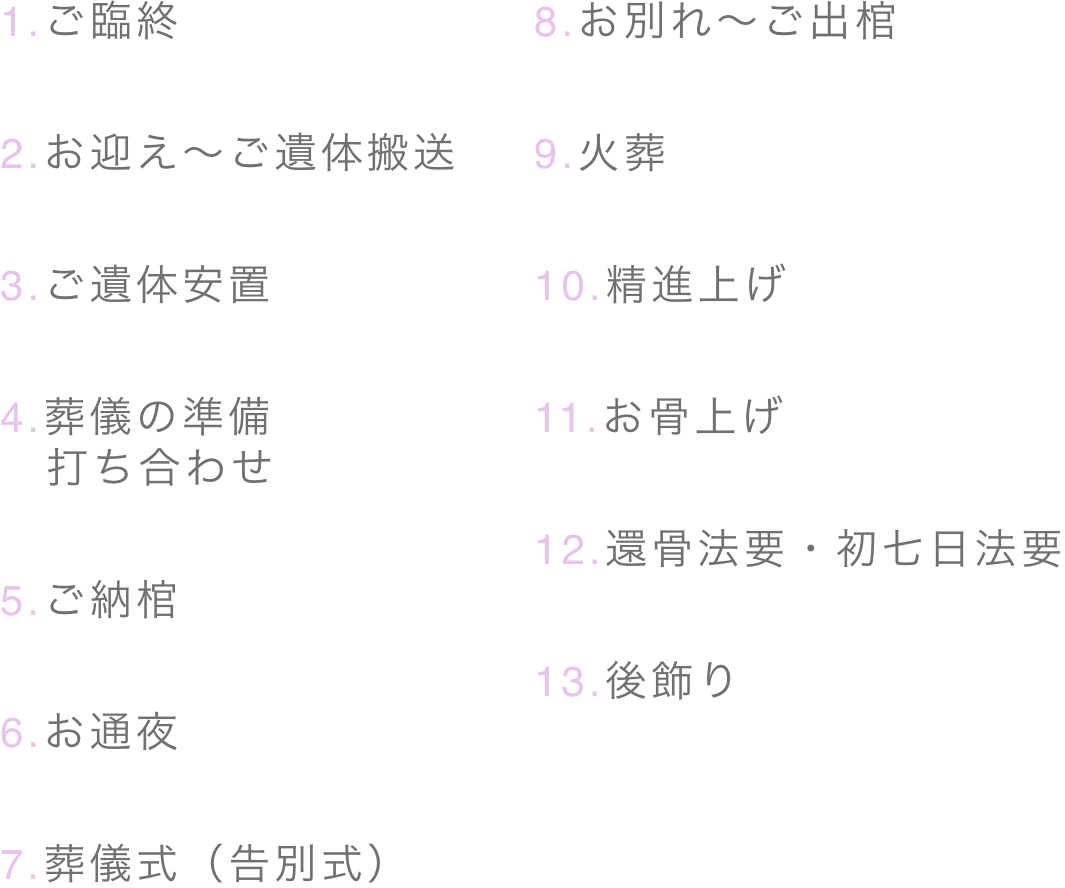 1.ご臨終
2.お迎え〜ご遺体搬送
3.ご遺体安置
4.葬儀の準備
打ち合わせ
5.ご納棺
6.お通夜
7.葬儀式（告別式）
8.お別れ〜ご出棺
9.火葬
10.精進上げ
11.お骨上げ
12.還骨法要・初七日法要
13.後飾り